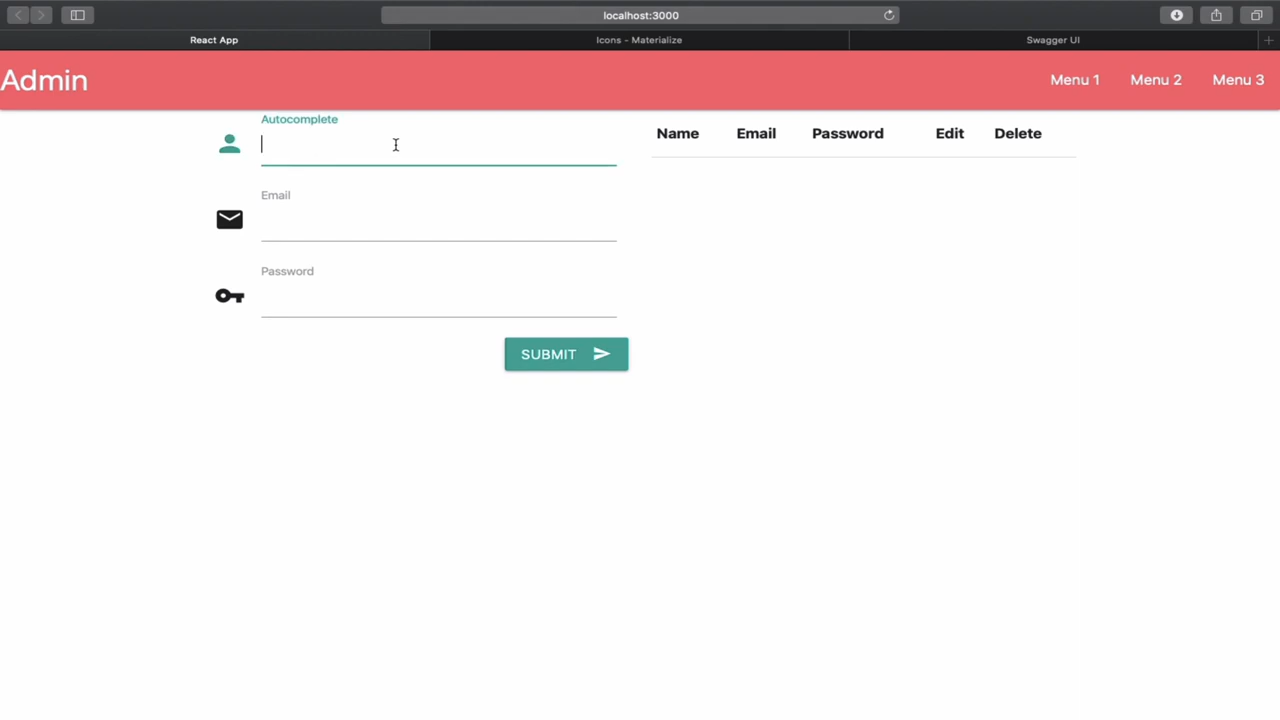 localhost:3000
React App Icons - Materialize Swagger UI
Admin Menu 1 Menu 2 Menu 3
Autocomplete
Email
Password
SUBMIT
Name Email Password Edit Delete